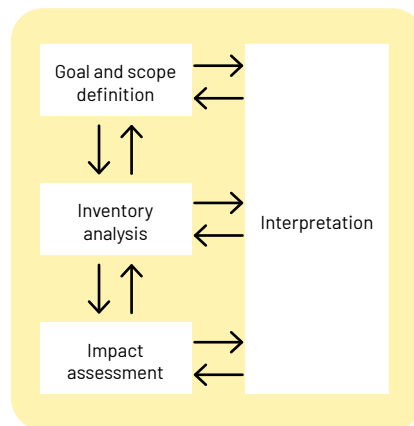 Goal and scope
definition
Inventory
analysis
Interpretation
Impact
assessment